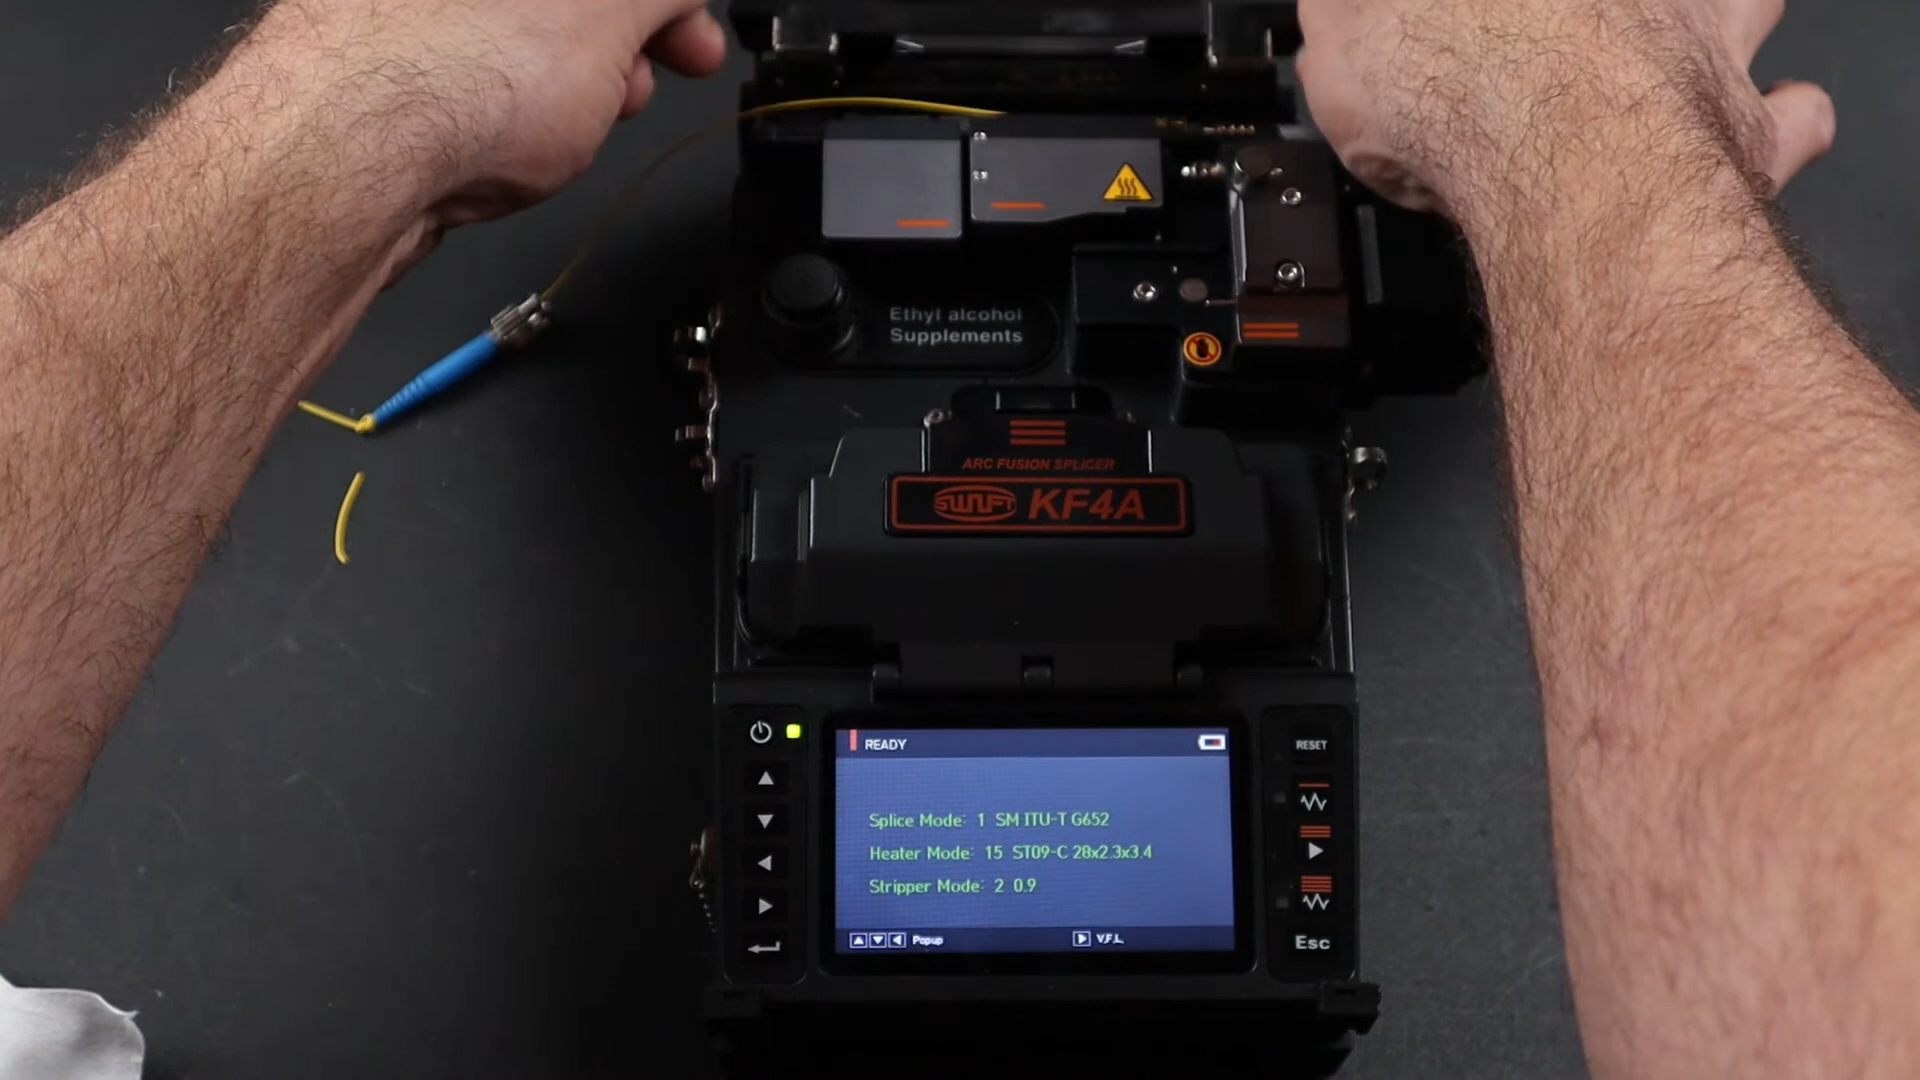 Ethyl alcohol
Supplements
ARC FUSION SPLICER
SWIFT KF4A
READY
RESET
Splice Mode: 1 SM ITU-T G652
Heater Mode: 15 ST09-C 28x2.3x3.4
Stripper Mode: 2 0.9
Popup
V.F.L.
Esc